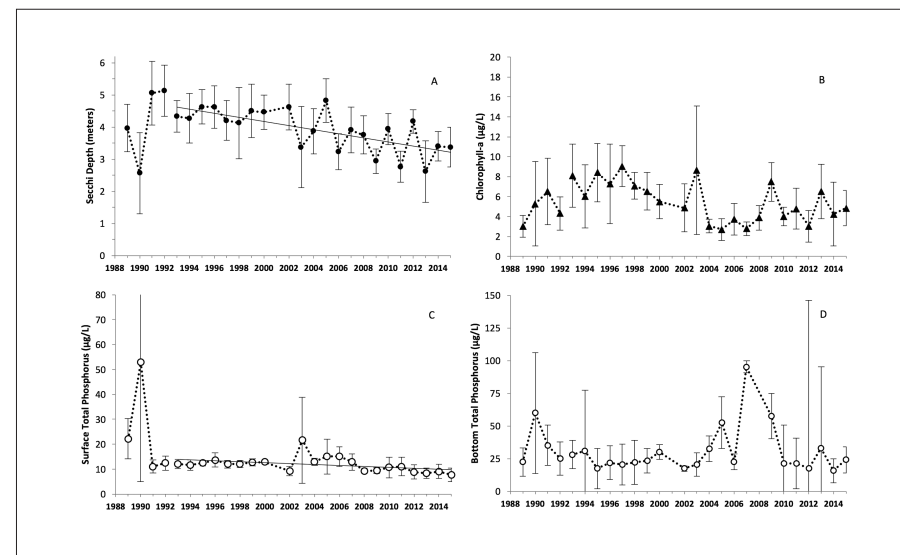 A
Secchi Depth (meters)
6
5
4
3
2
1
0
1988 1990 1992 1994 1996 1998 2000 2002 2004 2006 2008 2010 2012 2014
B
Chlorophyll-a (µg/L)
20
18
16
14
12
10
8
6
4
2
0
1988 1990 1992 1994 1996 1998 2000 2002 2004 2006 2008 2010 2012 2014
C
Surface Total Phosphorus (µg/L)
80
70
60
50
40
30
20
10
0
1988 1990 1992 1994 1996 1998 2000 2002 2004 2006 2008 2010 2012 2014
D
Bottom Total Phosphorus (µg/L)
150
125
100
75
50
25
0
1988 1990 1992 1994 1996 1998 2000 2002 2004 2006 2008 2010 2012 2014